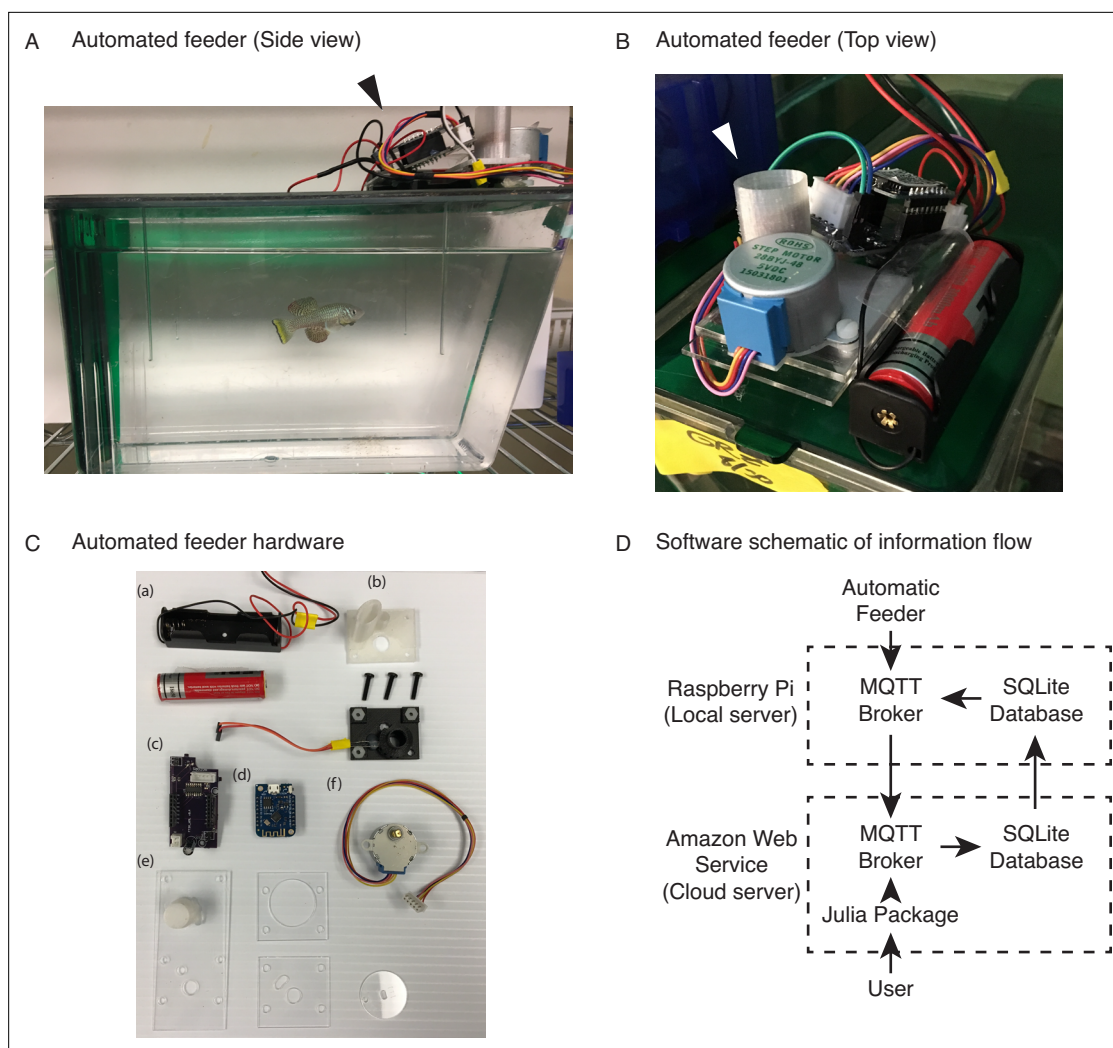 A Automated feeder (Side view)
B Automated feeder (Top view)
ROHS
STEP MOTOR
28BYJ-48
5VDC
15031801
C Automated feeder hardware
(a)
(b)
(c)
(d)
(f)
(e)
D Software schematic of information flow
Automatic
Feeder
Raspberry Pi
(Local server)
MQTT
Broker
SQLite
Database
Amazon Web
Service
(Cloud server)
MQTT
Broker
SQLite
Database
Julia Package
User